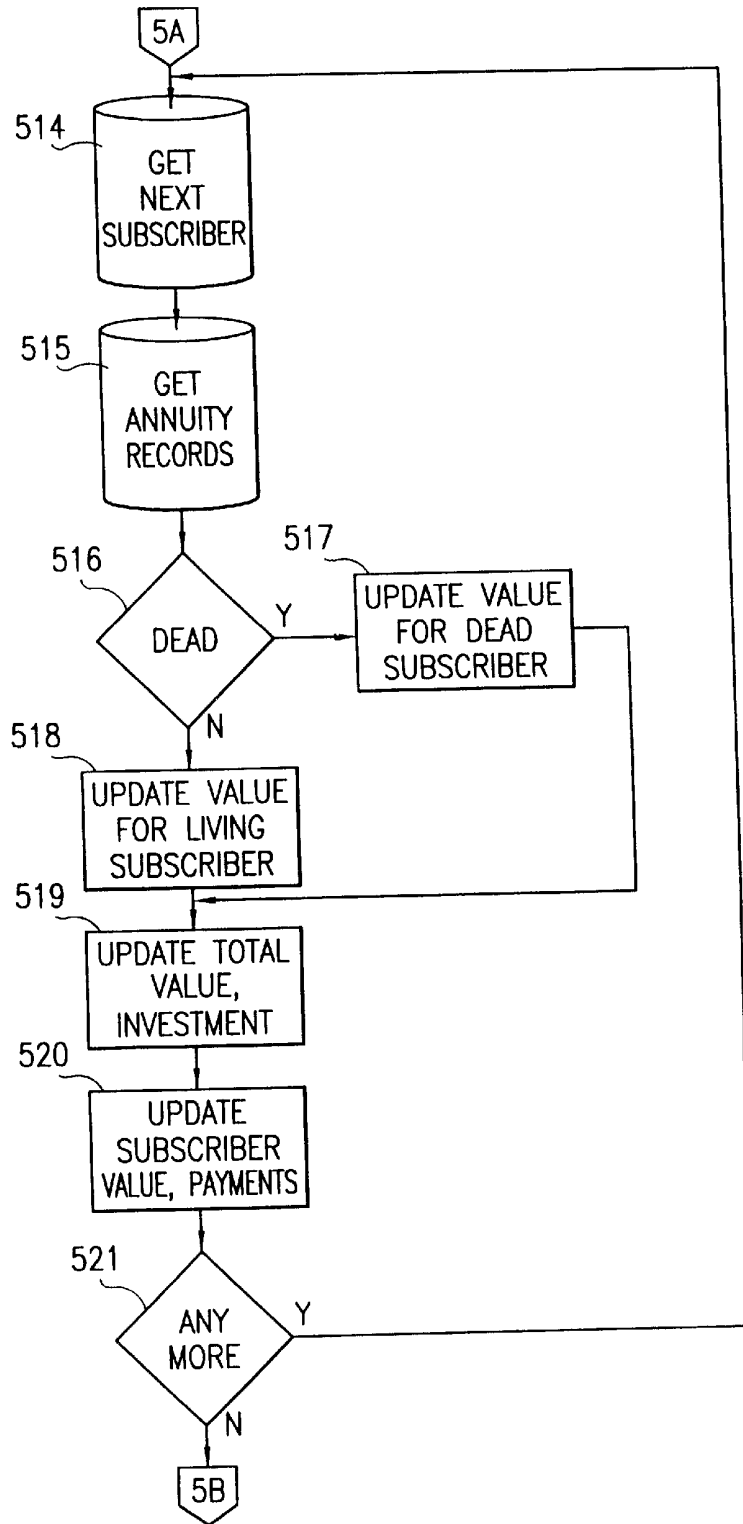 5A
514
GET
NEXT
SUBSCRIBER
515
GET
ANNUITY
RECORDS
516
DEAD
Y
N
517
UPDATE VALUE
FOR DEAD
SUBSCRIBER
518
UPDATE VALUE
FOR LIVING
SUBSCRIBER
519
UPDATE TOTAL
VALUE,
INVESTMENT
520
UPDATE
SUBSCRIBER
VALUE, PAYMENTS
521
ANY
MORE
Y
N
5B